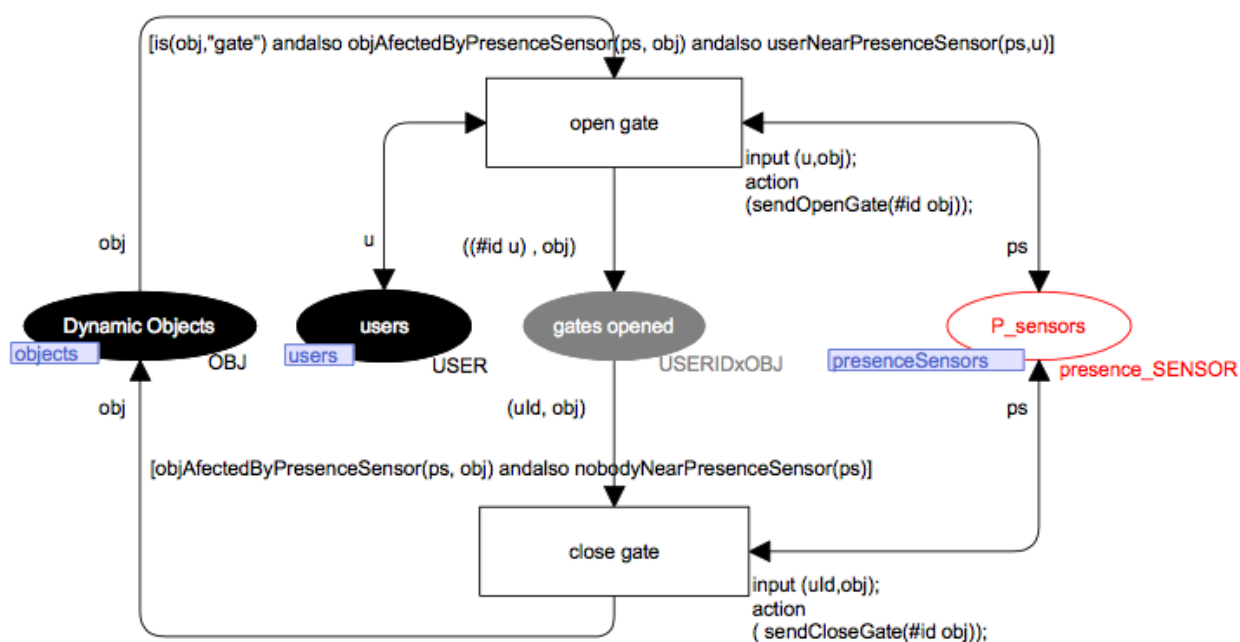 [is(obj,"gate") andalso objAfectedByPresenceSensor(ps, obj) andalso userNearPresenceSensor(ps,u)]
open gate
input (u,obj);
action
(sendOpenGate(#id obj));
obj
u
((#id u) , obj)
ps
Dynamic Objects
objects
OBJ
users
users
USER
gates opened
USERIDxOBJ
P_sensors
presenceSensors
presence_SENSOR
obj
(uId, obj)
ps
[objAfectedByPresenceSensor(ps, obj) andalso nobodyNearPresenceSensor(ps)]
close gate
input (uId,obj);
action
( sendCloseGate(#id obj));